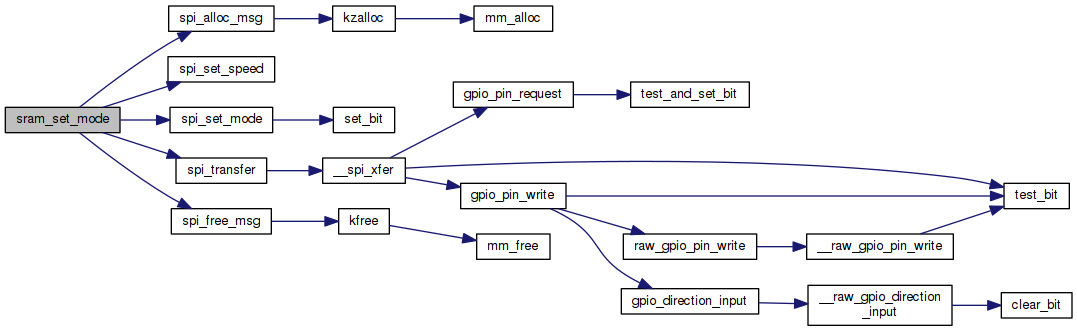 spi_alloc_msg
kzalloc
mm_alloc
spi_set_speed
gpio_pin_request
test_and_set_bit
sram_set_mode
spi_set_mode
set_bit
spi_transfer
__spi_xfer
gpio_pin_write
test_bit
spi_free_msg
kfree
mm_free
raw_gpio_pin_write
__raw_gpio_pin_write
gpio_direction_input
__raw_gpio_direction
_input
clear_bit